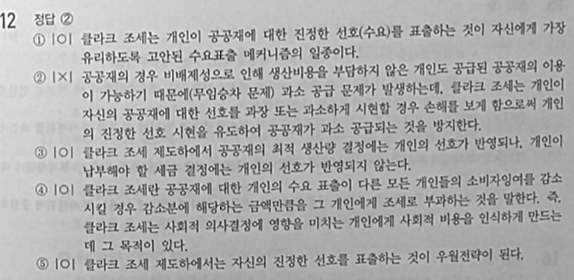 12 정답 ②
① |O| 클라크 조세는 개인이 공공재에 대한 진정한 선호(수요)를 표출하는 것이 자신에게 가장
유리하도록 고안된 수요표출 메커니즘의 일종이다.
② |×| 공공재의 경우 비배제성으로 인해 생산비용을 부담하지 않은 개인도 공급된 공공재의 이용
이 가능하기 때문에(무임승차 문제) 과소 공급 문제가 발생하는데, 클라크 조세는 개인이
자신의 공공재에 대한 선호를 과장 또는 과소하게 시현할 경우 손해를 보게 함으로써 개인
의 진정한 선호 시현을 유도하여 공공재가 과소 공급되는 것을 방지한다.
③ |O| 클라크 조세 제도하에서 공공재의 최적 생산량 결정에는 개인의 선호가 반영되나, 개인이
납부해야 할 세금 결정에는 개인의 선호가 반영되지 않는다.
④ |O| 클라크 조세란 공공재에 대한 개인의 수요 표출이 다른 모든 개인들의 소비자잉여를 감소
시킬 경우 감소분에 해당하는 금액만큼을 그 개인에게 조세로 부과하는 것을 말한다. 즉,
클라크 조세는 사회적 의사결정에 영향을 미치는 개인에게 사회적 비용을 인식하게 만드는
데 그 목적이 있다.
⑤ |O| 클라크 조세 제도하에서는 자신의 진정한 선호를 표출하는 것이 우월전략이 된다.